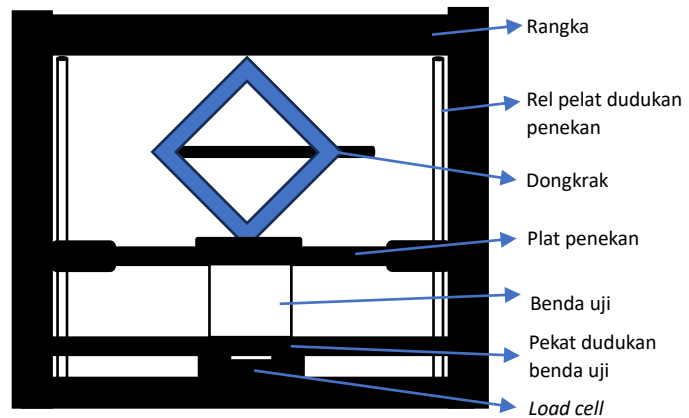 Rangka
Rel pelat dudukan
penekan
Dongkrak
Plat penekan
Benda uji
Pekat dudukan
benda uji
Load cell